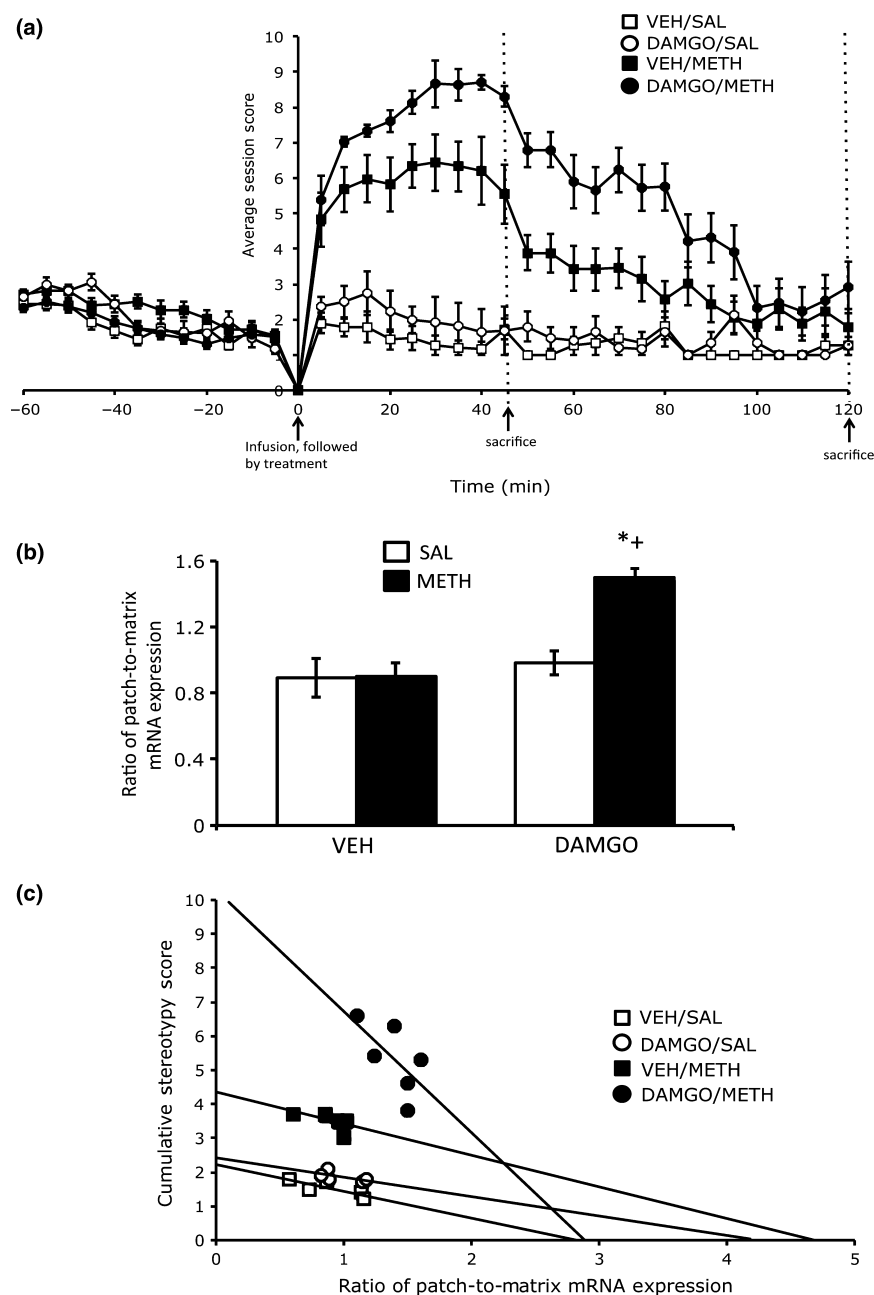 (a)
VEH/SAL
DAMGO/SAL
VEH/METH
DAMGO/METH
Average session score
10
9
8
7
6
5
4
3
2
1
0
−60
−40
−20
0
20
40
60
80
100
120
Infusion, followed
by treatment
sacrifice
sacrifice
Time (min)
(b)
SAL
METH
*+
Ratio of patch-to-matrix
mRNA expression
1.6
1.2
0.8
0.4
0
VEH
DAMGO
(c)
Cumulative stereotypy score
10
9
8
7
6
5
4
3
2
1
0
VEH/SAL
DAMGO/SAL
VEH/METH
DAMGO/METH
0
1
2
3
4
5
Ratio of patch-to-matrix mRNA expression